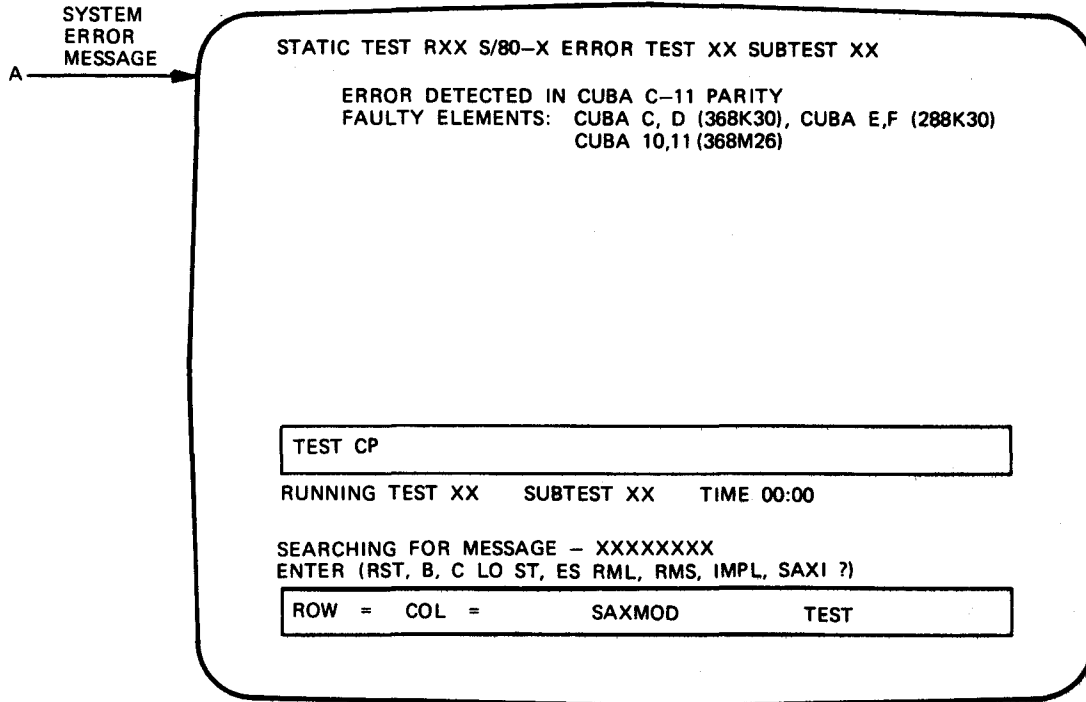 SYSTEM
ERROR
MESSAGE
A
STATIC TEST RXX S/80–X ERROR TEST XX SUBTEST XX
ERROR DETECTED IN CUBA C–11 PARITY
FAULTY ELEMENTS: CUBA C, D (368K30), CUBA E,F (288K30)
CUBA 10,11 (368M26)
TEST CP
RUNNING TEST XX SUBTEST XX TIME 00:00
SEARCHING FOR MESSAGE – XXXXXXXX
ENTER (RST, B, C LO ST, ES RML, RMS, IMPL, SAXI ?)
ROW = COL = SAXMOD TEST